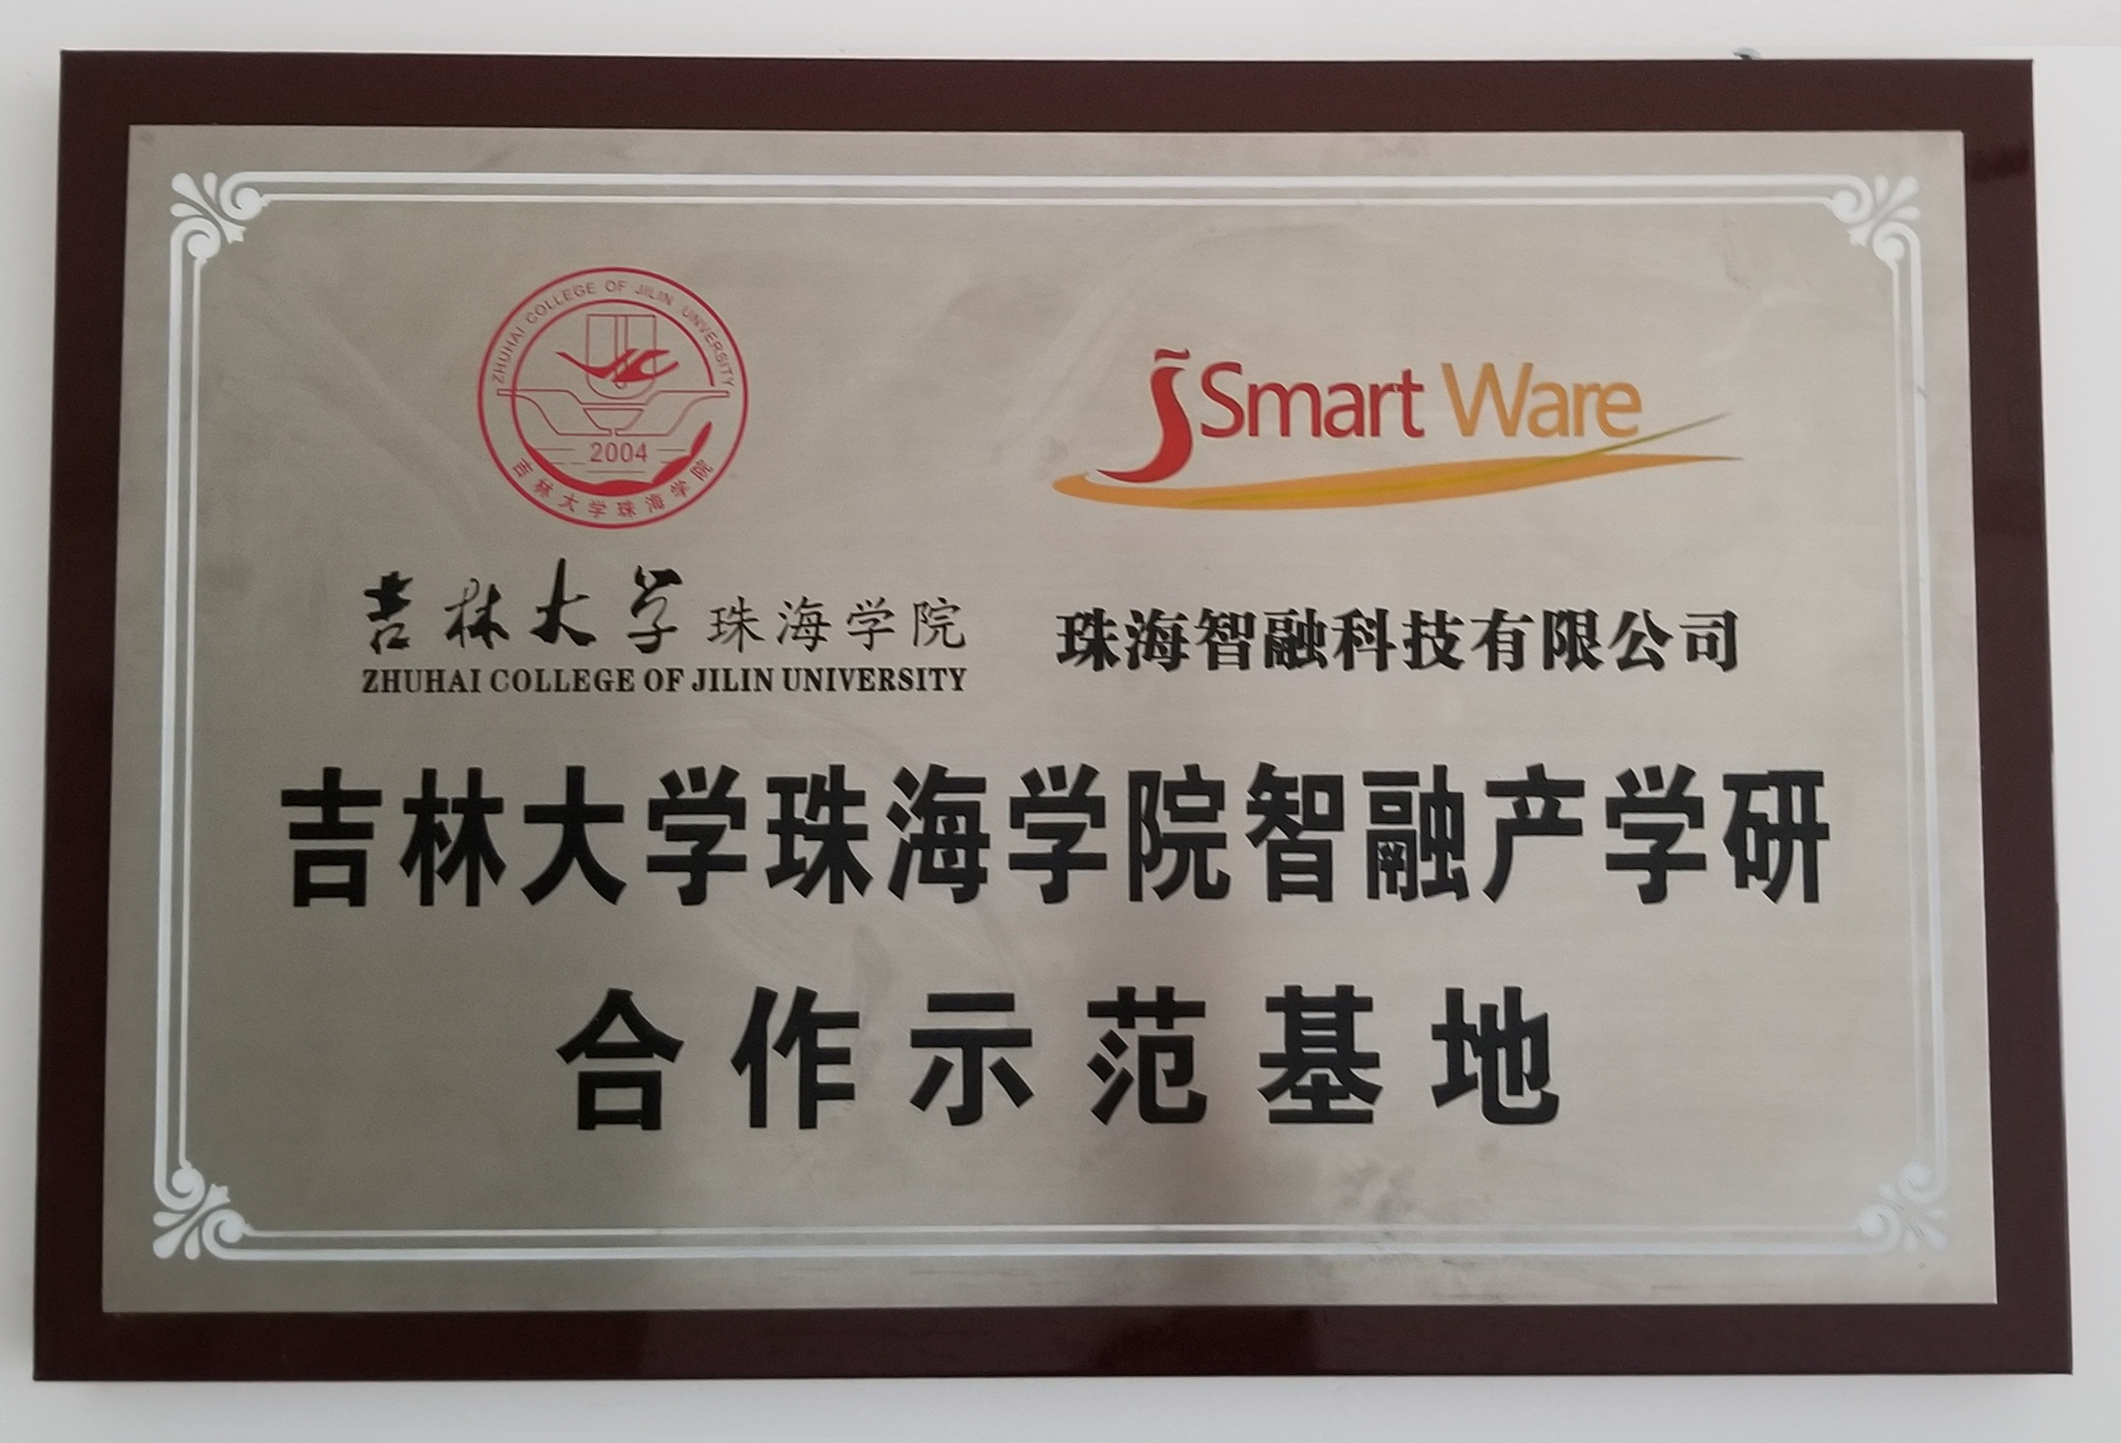 ZHUHAI COLLEGE OF JILIN UNVERSITY
2004
吉林大学珠海学院
Smart Ware
吉林大学珠海学院
ZHUHAI COLLEGE OF JILIN UNIVERSITY
珠海智融科技有限公司
吉林大学珠海学院智融产学研
合作示范基地